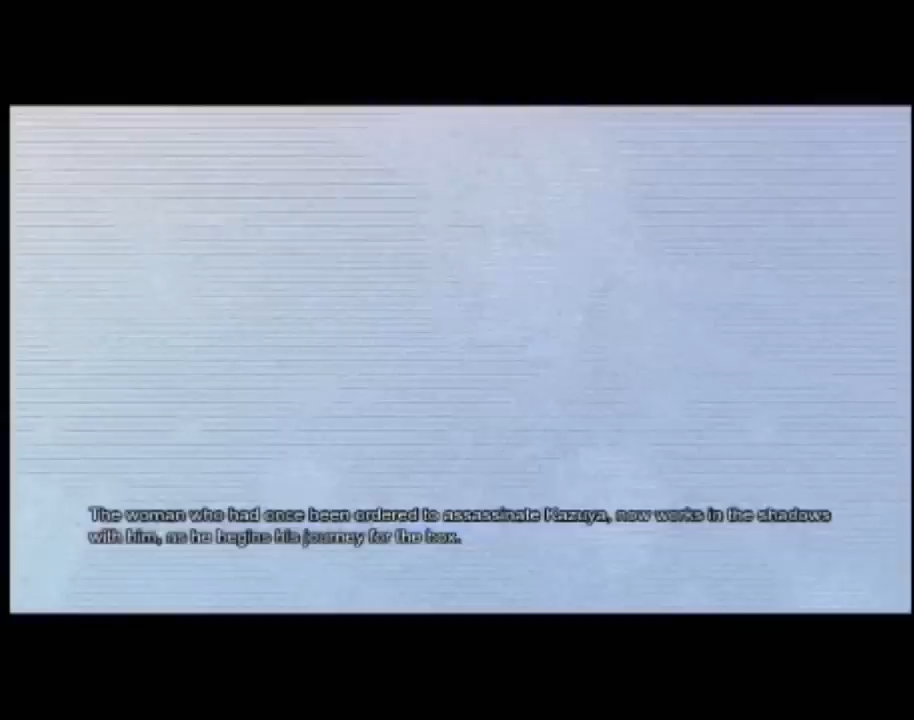 The woman who had once been ordered to assassinate Kazuya, now works in the shadows
with him, as he begins his journey for the box.